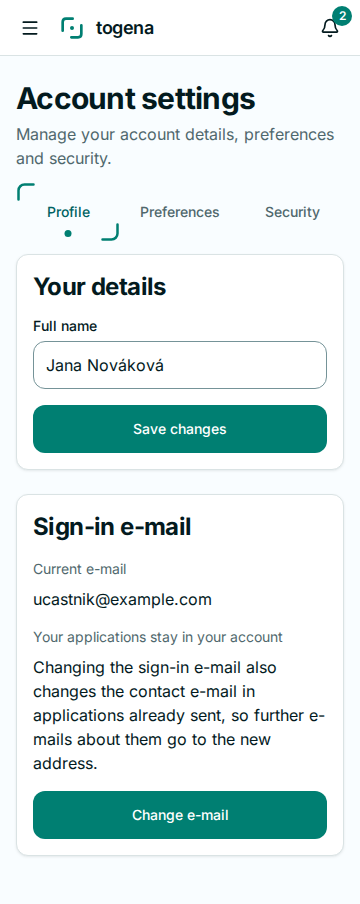 togena
2
Account settings
Manage your account details, preferences
and security.
Profile
Preferences
Security
Your details
Full name
Jana Nováková
Save changes
Sign-in e-mail
Current e-mail
ucastnik@example.com
Your applications stay in your account
Changing the sign-in e-mail also
changes the contact e-mail in
applications already sent, so further e-
mails about them go to the new
address.
Change e-mail